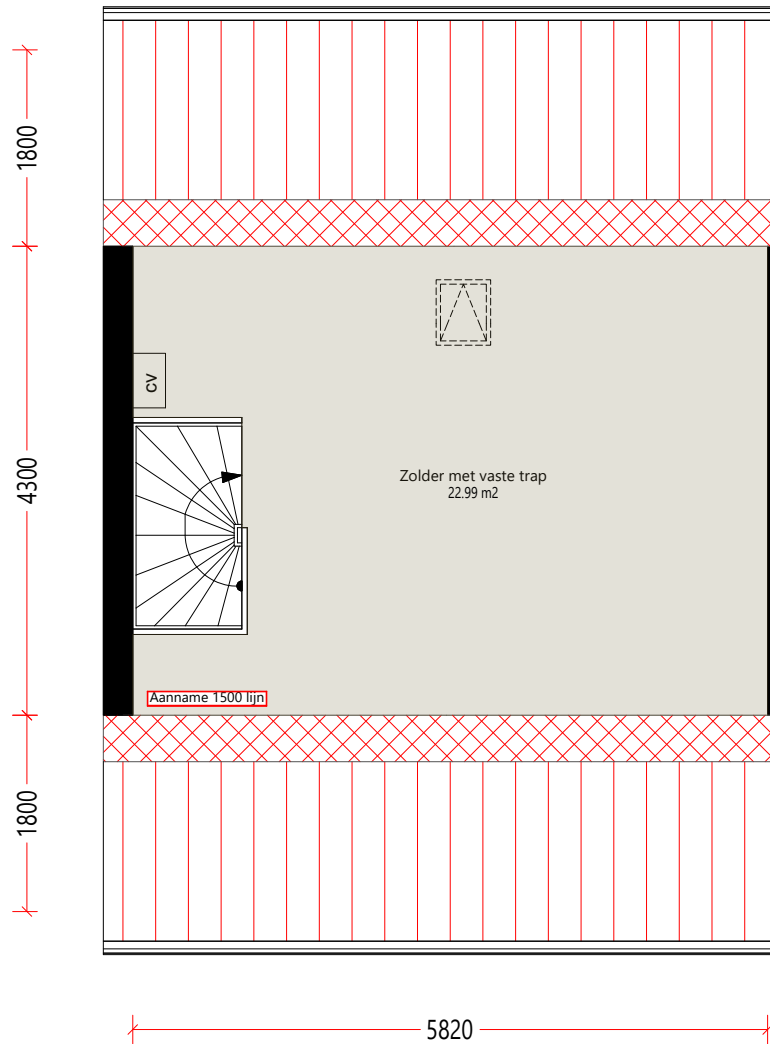 1800
cv
4300
Zolder met vaste trap
22.99 m2
Aanname 1500 lijn
1800
5820